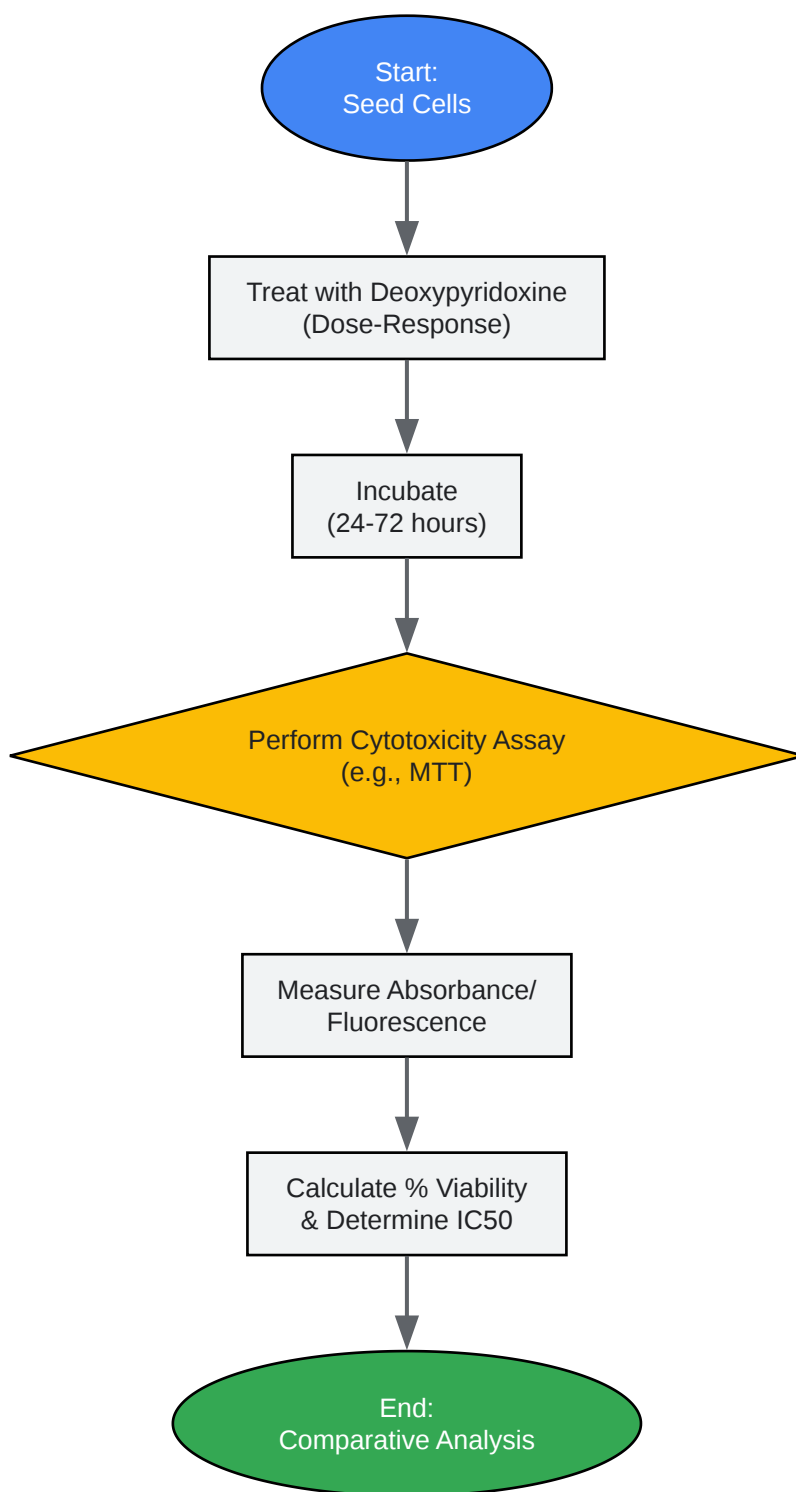 Start:
Seed Cells
Treat with Deoxypyridoxine
(Dose-Response)
Incubate
(24-72 hours)
Perform Cytotoxicity Assay
(e.g., MTT)
Measure Absorbance/
Fluorescence
Calculate % Viability
& Determine IC50
End:
Comparative Analysis